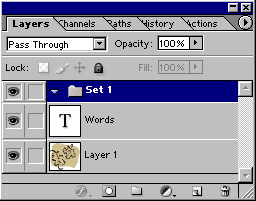 Layers Channels Paths History Actions
Pass Through Opacity: 100%
Lock: Fill: 100%
Set 1
T Words
Layer 1